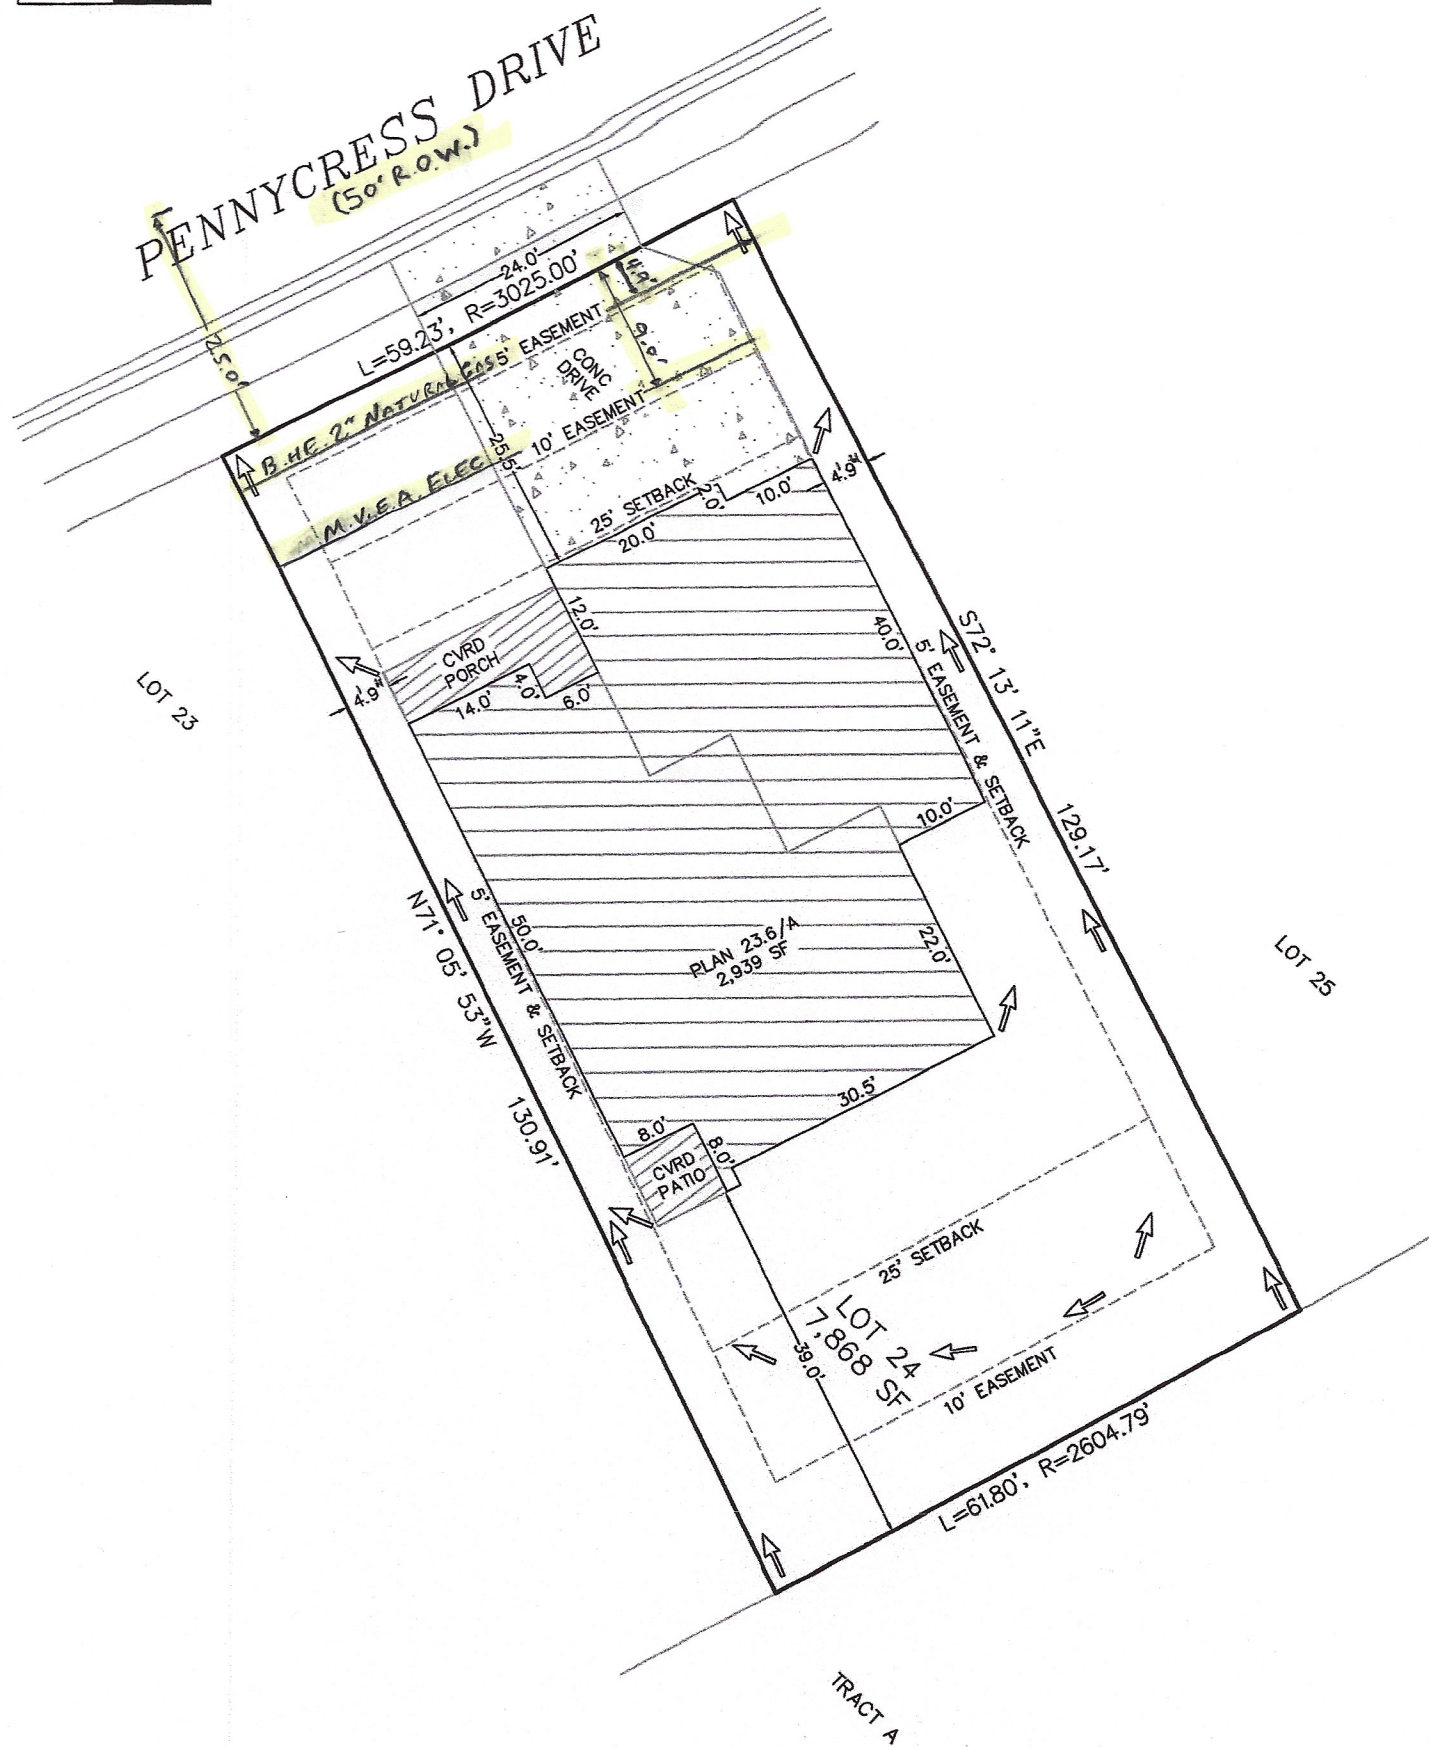 PENNYCRESS DRIVE
(50' R.O.W.)
25.0'
24.0'
L=59.23', R=3025.00'
4.0'
9.0'
5' EASEMENT
B.H.E. 2" NATURAL GAS
CONC
DRIVE
10' EASEMENT
M.V.E.A. ELEC
25.5'
25' SETBACK
20.0'
2.0'
10.0'
4'9"
12.0'
40.0'
CVRD
PORCH
14.0'
4.0'
6.0'
4'9"
LOT 23
S72° 13' 11"E
129.17'
5' EASEMENT & SETBACK
10.0'
22.0'
PLAN 23.6/A
2,939 SF
50.0'
5' EASEMENT & SETBACK
N71° 05' 53"W
130.91'
LOT 25
30.5'
8.0'
8.0'
CVRD
PATIO
25' SETBACK
LOT 24
7,868 SF
39.0'
10' EASEMENT
L=61.80', R=2604.79'
TRACT A